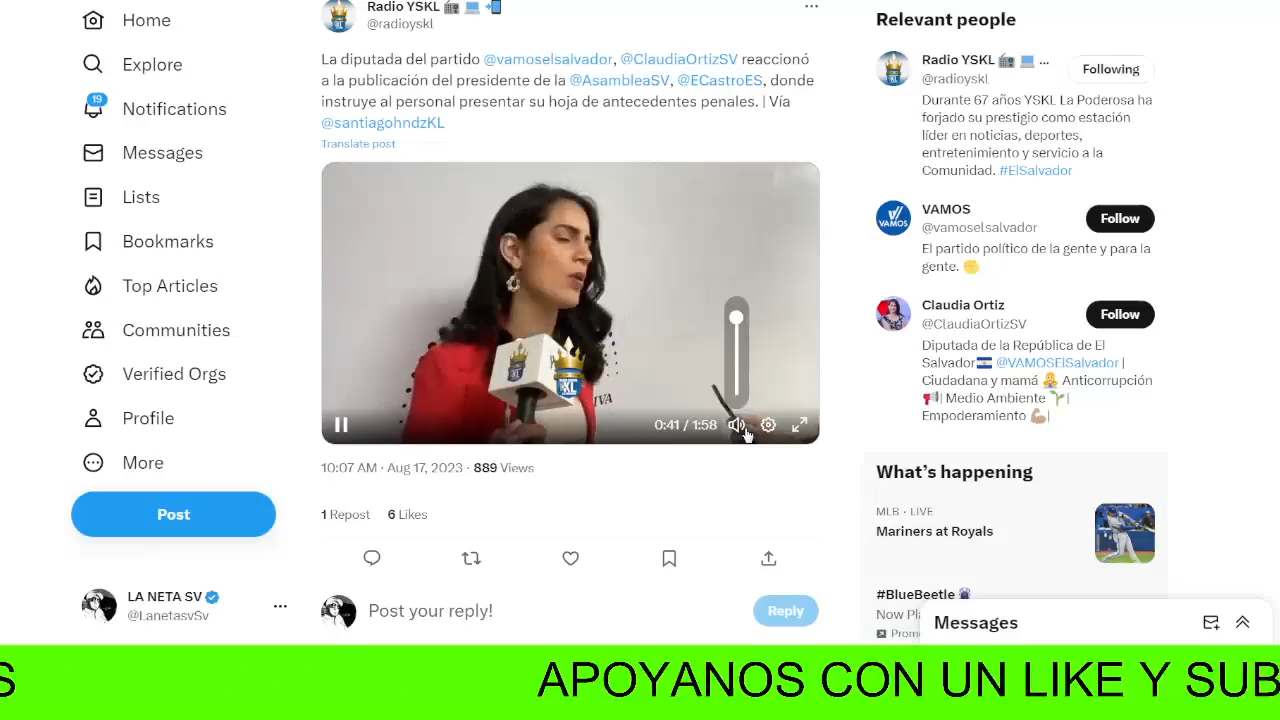 Home
Explore
19
Notifications
Messages
Lists
Bookmarks
Top Articles
Communities
Verified Orgs
Profile
More
Post
LA NETA SV
@LanetasvSv
Radio YSKL
@radioyskl
La diputada del partido @vamoselsalvador, @ClaudiaOrtizSV reaccionó
a la publicación del presidente de la @AsambleaSV, @ECastroES, donde
instruye al personal presentar su hoja de antecedentes penales. | Vía
@santiagohndzKL
Translate post
KL
IVA
0:41 / 1:58
10:07 AM · Aug 17, 2023 · 889 Views
1 Repost 6 Likes
Post your reply!
Reply
Relevant people
Radio YSKL ...
@radioyskl
Following
Durante 67 años YSKL La Poderosa ha
forjado su prestigio como estación
líder en noticias, deportes,
entretenimiento y servicio a la
Comunidad. #ElSalvador
VAMOS
VAMOS
@vamoselsalvador
Follow
El partido político de la gente y para la
gente.
Claudia Ortiz
@ClaudiaOrtizSV
Follow
Diputada de la República de El
Salvador @VAMOSElSalvador |
Ciudadana y mamá Anticorrupción
| Medio Ambiente |
Empoderamiento |
What's happening
MLB · LIVE
Mariners at Royals
#BlueBeetle
Now Pla
Promo
Messages
S APOYANOS CON UN LIKE Y SUB